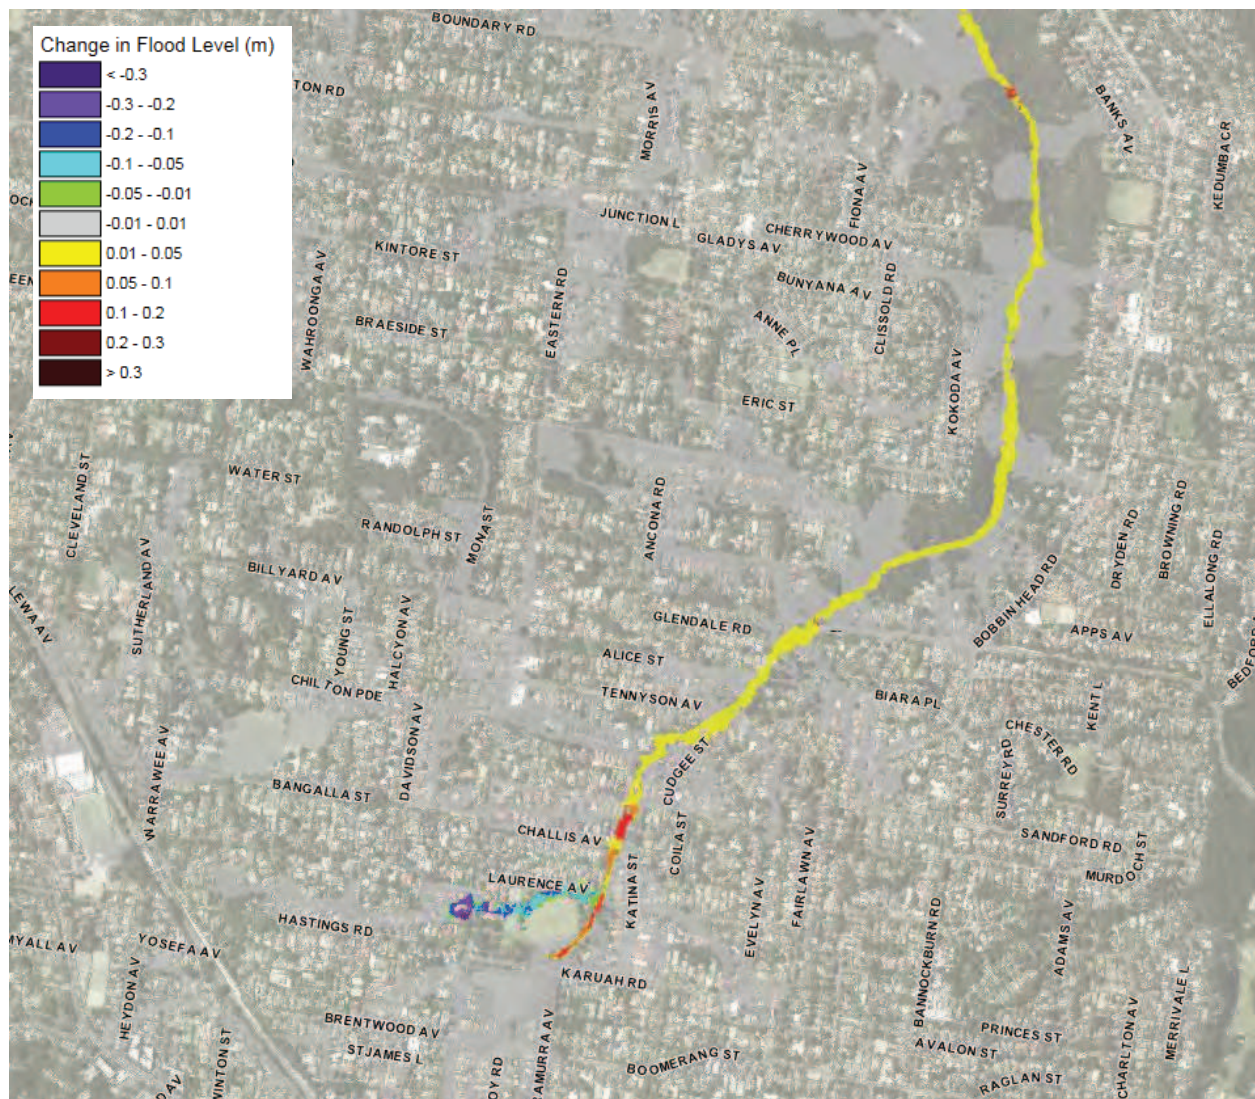 Change in Flood Level (m)
< -0.3
-0.3 - -0.2
-0.2 - -0.1
-0.1 - -0.05
-0.05 - -0.01
-0.01 - 0.01
0.01 - 0.05
0.05 - 0.1
0.1 - 0.2
0.2 - 0.3
> 0.3
BOUNDARY RD
TON RD
MORRIS AV
BANKS AV
KEDUMBA CR
FIONA AV
OCK
JUNCTION L
GLADYS AV
CHERRYWOOD AV
KINTORE ST
EEN
WAHROONGA AV
EASTERN RD
BUNYANA AV
CLISSOLD RD
BRAESIDE ST
ANNE PL
KOKODA AV
ERIC ST
CLEVELAND ST
WATER ST
RANDOLPH ST
MONA ST
ANCONA RD
DRYDEN RD
BROWNING RD
ELLALONG RD
SUTHERLAND AV
BILLYARD AV
LEWA AV
YOUNG ST
HALCYON AV
GLENDALE RD
BOBBIN HEAD RD
APPS AV
BEDFORD A
ALICE ST
CHILTON PDE
TENNYSON AV
BIARA PL
KENT L
CHESTER RD
DAVIDSON AV
CUDGEE ST
SURREY RD
WARRAWEE AV
BANGALLA ST
CHALLIS AV
COILA ST
FAIRLAWN AV
SANDFORD RD
MURDOCH ST
LAURENCE AV
KATINA ST
EVELYN AV
HASTINGS RD
BANNOCKBURN RD
ADAMS AV
MYALL AV
YOSEFA AV
KARUAH RD
HEYDON AV
BRENTWOOD AV
PRINCES ST
MERRIVALE L
ST JAMES L
RAMURRA AV
BOOMERANG ST
AVALON ST
CHARLTON AV
D AV
WINTON ST
OY RD
RAGLAN ST